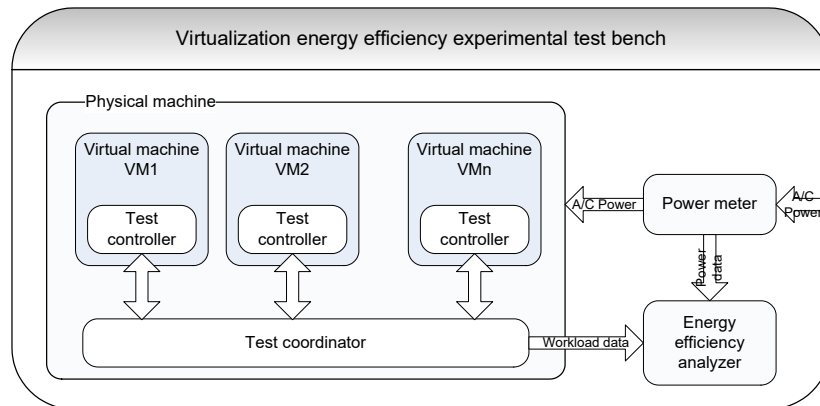 Virtualization energy efficiency experimental test bench
Physical machine
Virtual machine
VM1
Virtual machine
VM2
Virtual machine
VMn
Test
controller
Test
controller
Test
controller
A/C Power
Power meter
A/C
Power
Power
data
Test coordinator
Workload data
Energy
efficiency
analyzer